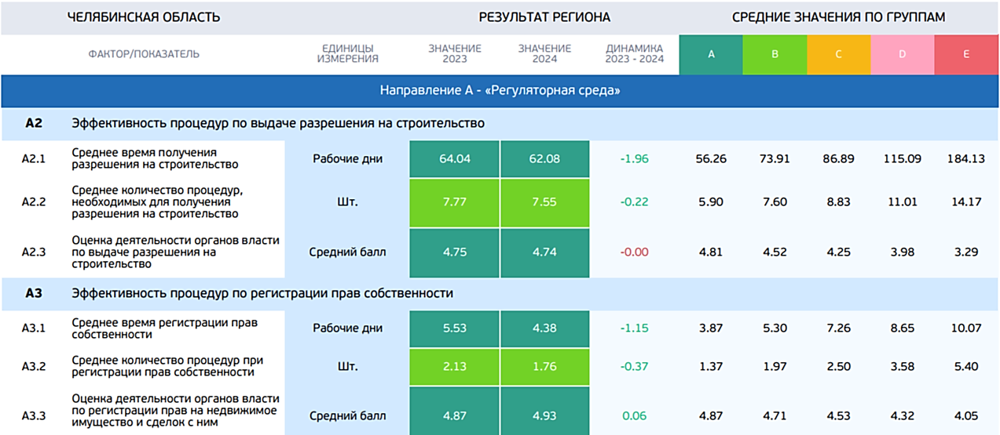 ЧЕЛЯБИНСКАЯ ОБЛАСТЬ РЕЗУЛЬТАТ РЕГИОНА СРЕДНИЕ ЗНАЧЕНИЯ ПО ГРУППАМ
ФАКТОР/ПОКАЗАТЕЛЬ ЕДИНИЦЫ ИЗМЕРЕНИЯ ЗНАЧЕНИЕ 2023 ЗНАЧЕНИЕ 2024 ДИНАМИКА 2023 - 2024 A B C D E
Направление А - «Регуляторная среда»
А2 Эффективность процедур по выдаче разрешения на строительство
А2.1 Среднее время получения
разрешения на строительство Рабочие дни 64.04 62.08 -1.96 56.26 73.91 86.89 115.09 184.13
А2.2 Среднее количество процедур,
необходимых для получения
разрешения на строительство Шт. 7.77 7.55 -0.22 5.90 7.60 8.83 11.01 14.17
А2.3 Оценка деятельности органов власти
по выдаче разрешения на
строительство Средний балл 4.75 4.74 -0.00 4.81 4.52 4.25 3.98 3.29
А3 Эффективность процедур по регистрации прав собственности
А3.1 Среднее время регистрации прав
собственности Рабочие дни 5.53 4.38 -1.15 3.87 5.30 7.26 8.65 10.07
А3.2 Среднее количество процедур при
регистрации прав собственности Шт. 2.13 1.76 -0.37 1.37 1.97 2.50 3.58 5.40
А3.3 Оценка деятельности органов власти
по регистрации прав на недвижимое
имущество и сделок с ним Средний балл 4.87 4.93 0.06 4.87 4.71 4.53 4.32 4.05